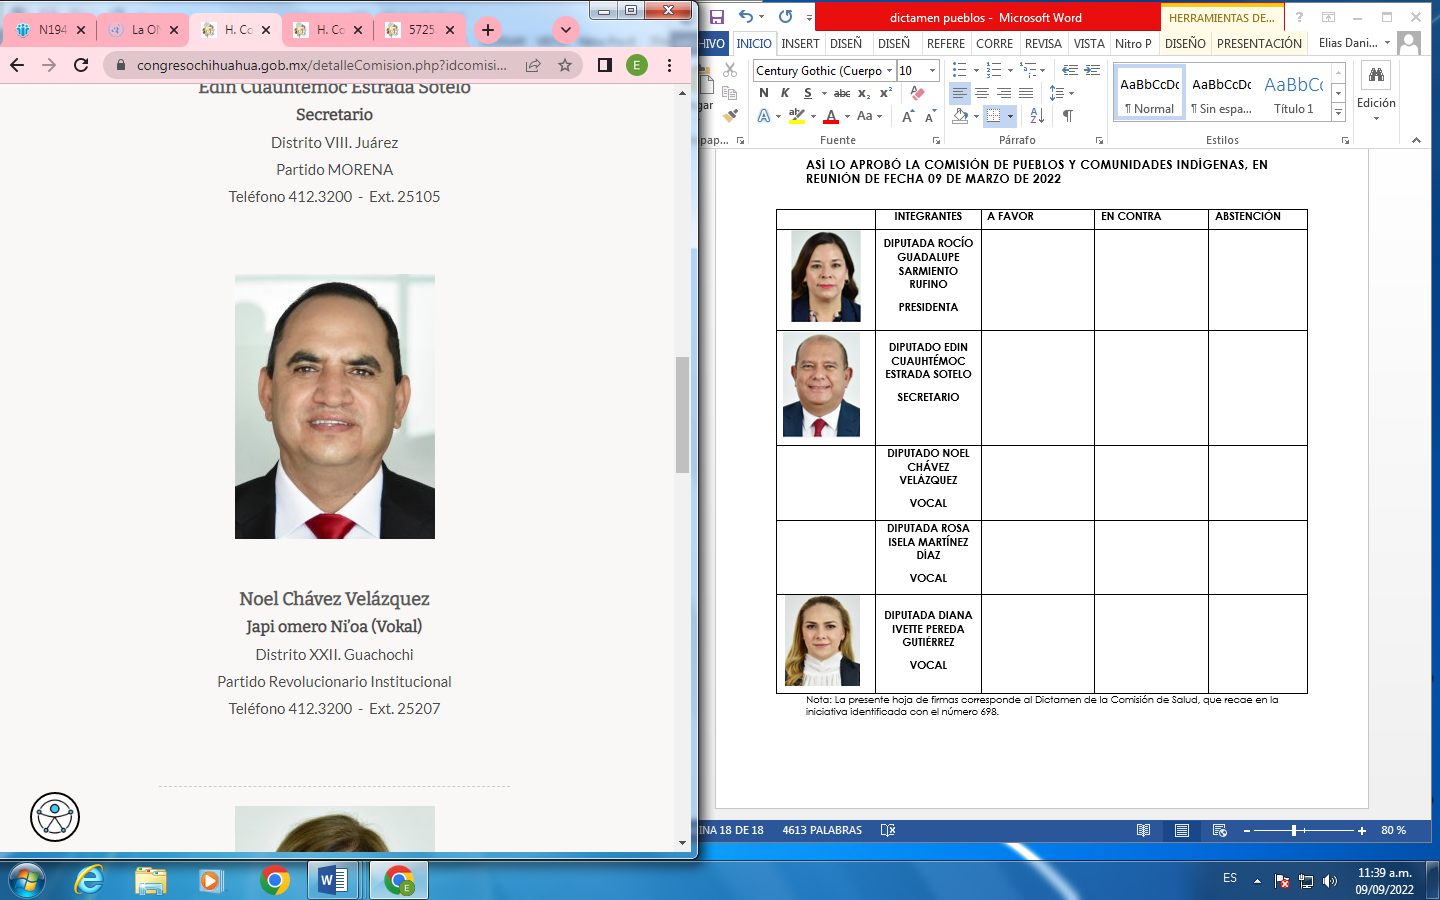 N194
La ON
H. Co
H. Co
5725
congresochihuahua.gob.mx/detalleComision.php?idcomisi...
E
Edin Cuauhtémoc Estrada Sotelo
Secretario
Distrito VIII. Juárez
Partido MORENA
Teléfono 412.3200 - Ext. 25105
Noel Chávez Velázquez
Japi omero Ni'oa (Vokal)
Distrito XXII. Guachochi
Partido Revolucionario Institucional
Teléfono 412.3200 - Ext. 25207
dictamen pueblos - Microsoft Word
HERRAMIENTAS DE...
HIVO INICIO INSERT DISEÑ DISEÑ REFERE CORRE REVISA VISTA Nitro P DISEÑO PRESENTACIÓN Elias Dani...
Century Gothic (Cuerpo 10
N K S abc x₂ x²
A A Aa A A
AaBbCcDc AaBbCcDc AaBbCc
¶ Normal ¶ Sin espa... Título 1
Edición
gar
pap... Fuente Párrafo Estilos
ASÍ LO APROBÓ LA COMISIÓN DE PUEBLOS Y COMUNIDADES INDÍGENAS, EN
REUNIÓN DE FECHA 09 DE MARZO DE 2022
INTEGRANTES A FAVOR EN CONTRA ABSTENCIÓN
DIPUTADA ROCÍO
GUADALUPE
SARMIENTO
RUFINO
PRESIDENTA
DIPUTADO EDIN
CUAUHTÉMOC
ESTRADA SOTELO
SECRETARIO
DIPUTADO NOEL
CHÁVEZ
VELÁZQUEZ
VOCAL
DIPUTADA ROSA
ISELA MARTÍNEZ
DÍAZ
VOCAL
DIPUTADA DIANA
IVETTE PEREDA
GUTIÉRREZ
VOCAL
Nota: La presente hoja de firmas corresponde al Dictamen de la Comisión de Salud, que recae en la
iniciativa identificada con el número 698.
INA 18 DE 18 4613 PALABRAS 80 %
ES
11:39 a.m.
09/09/2022